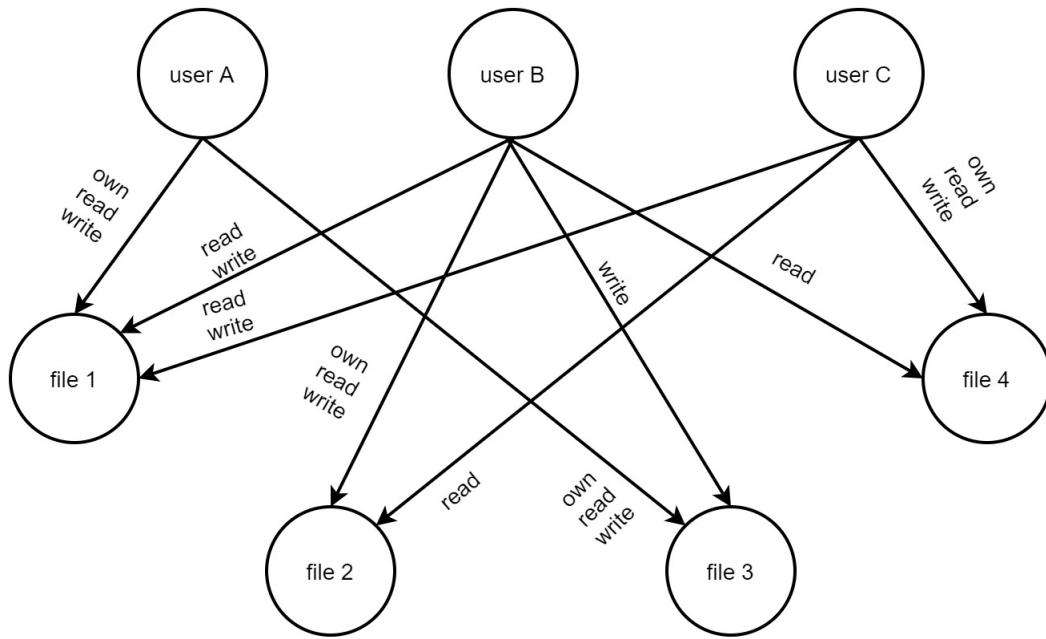 user A
user B
user C
own
read
write
read
write
read
write
own
read
write
write
read
own
read
write
read
own
read
write
file 1
file 4
file 2
file 3